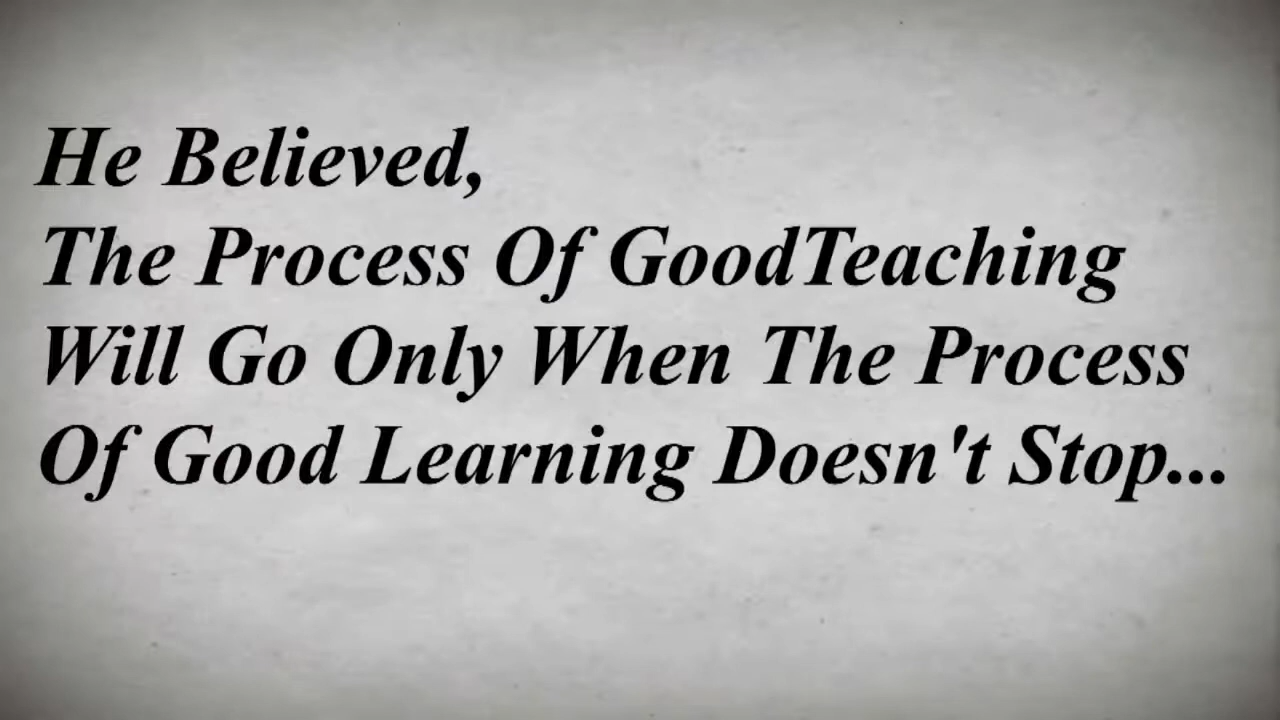 He Believed,
The Process Of GoodTeaching
Will Go Only When The Process
Of Good Learning Doesn't Stop...